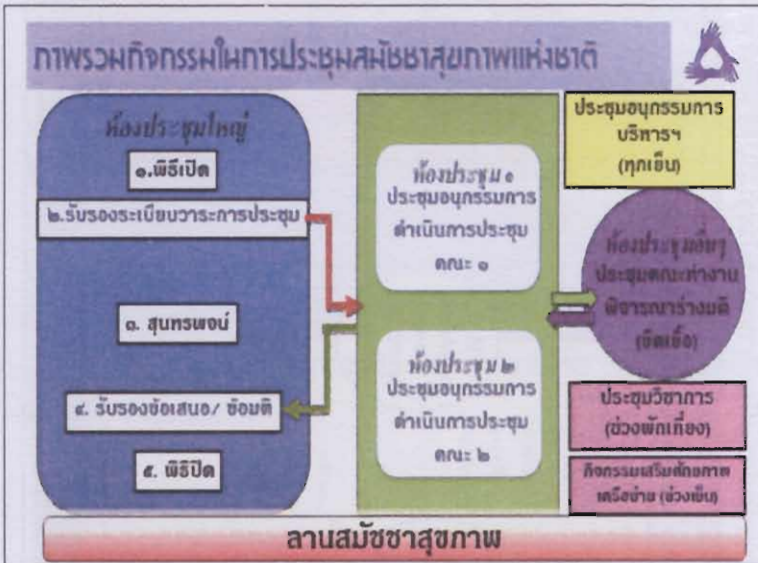 ภาพรวมกิจกรรมในการประชุมสมัชชาสุขภาพแห่งชาติ
ห้องประชุมใหญ่
๑.พิธีเปิด
๒.รับรองระเบียบวาระการประชุม
๓. สุนทรพจน์
๔. รับรองข้อเสนอ/ ข้อมติ
๕. พิธีปิด
ห้องประชุม ๑
ประชุมอนุกรรมการ
ดำเนินการประชุม
คณะ ๑
ห้องประชุม ๒
ประชุมอนุกรรมการ
ดำเนินการประชุม
คณะ ๒
ประชุมอนุกรรมการ
บริหารฯ
(ทุกเย็น)
ห้องประชุมอื่นๆ
ประชุมคณะทำงาน
พิจารณาร่างมติ
(ยืดเยื้อ)
ประชุมวิชาการ
(ช่วงพักเที่ยง)
กิจกรรมเสริมศักยภาพ
เครือข่าย (ช่วงเย็น)
ลานสมัชชาสุขภาพ